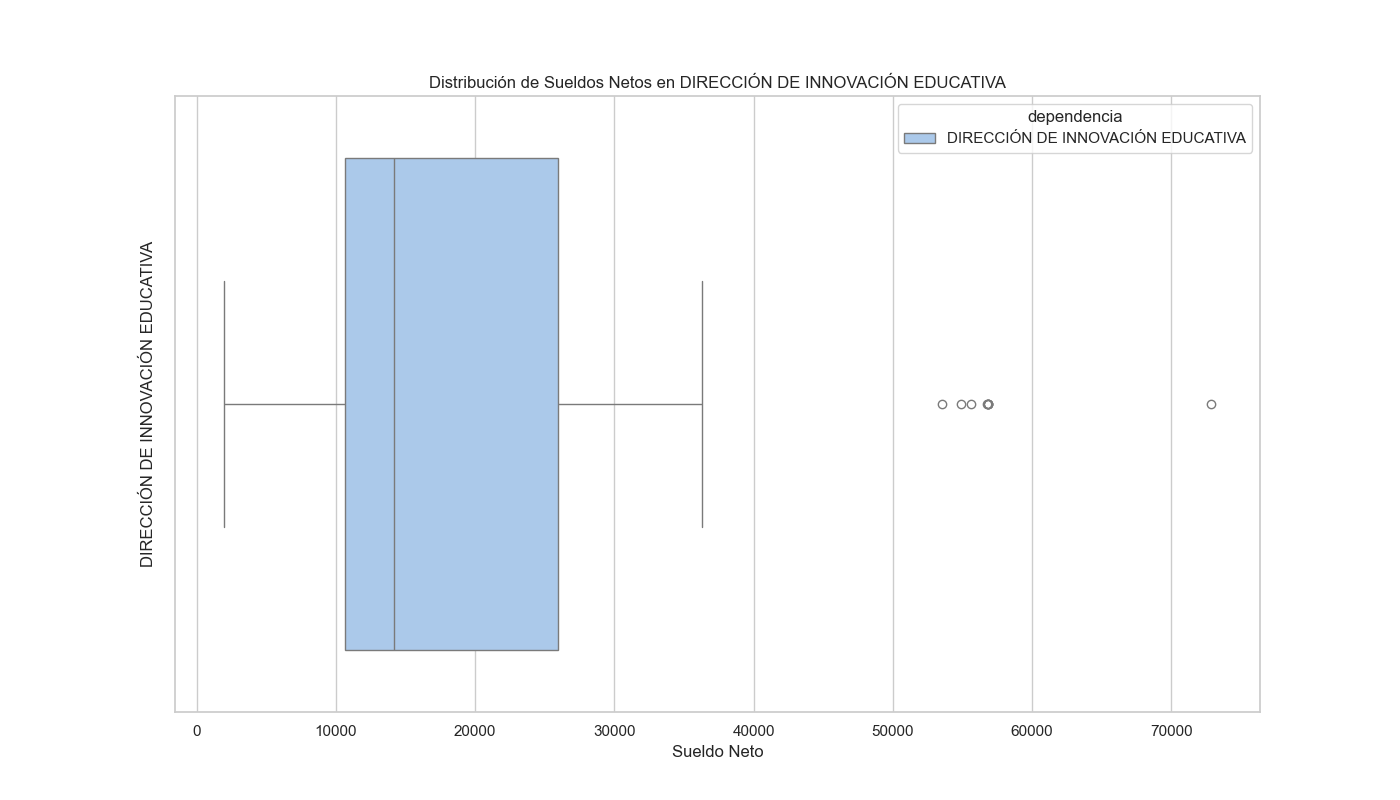 Distribución de Sueldos Netos en DIRECCIÓN DE INNOVACIÓN EDUCATIVA
dependencia
DIRECCIÓN DE INNOVACIÓN EDUCATIVA
DIRECCIÓN DE INNOVACIÓN EDUCATIVA
0 10000 20000 30000 40000 50000 60000 70000
Sueldo Neto